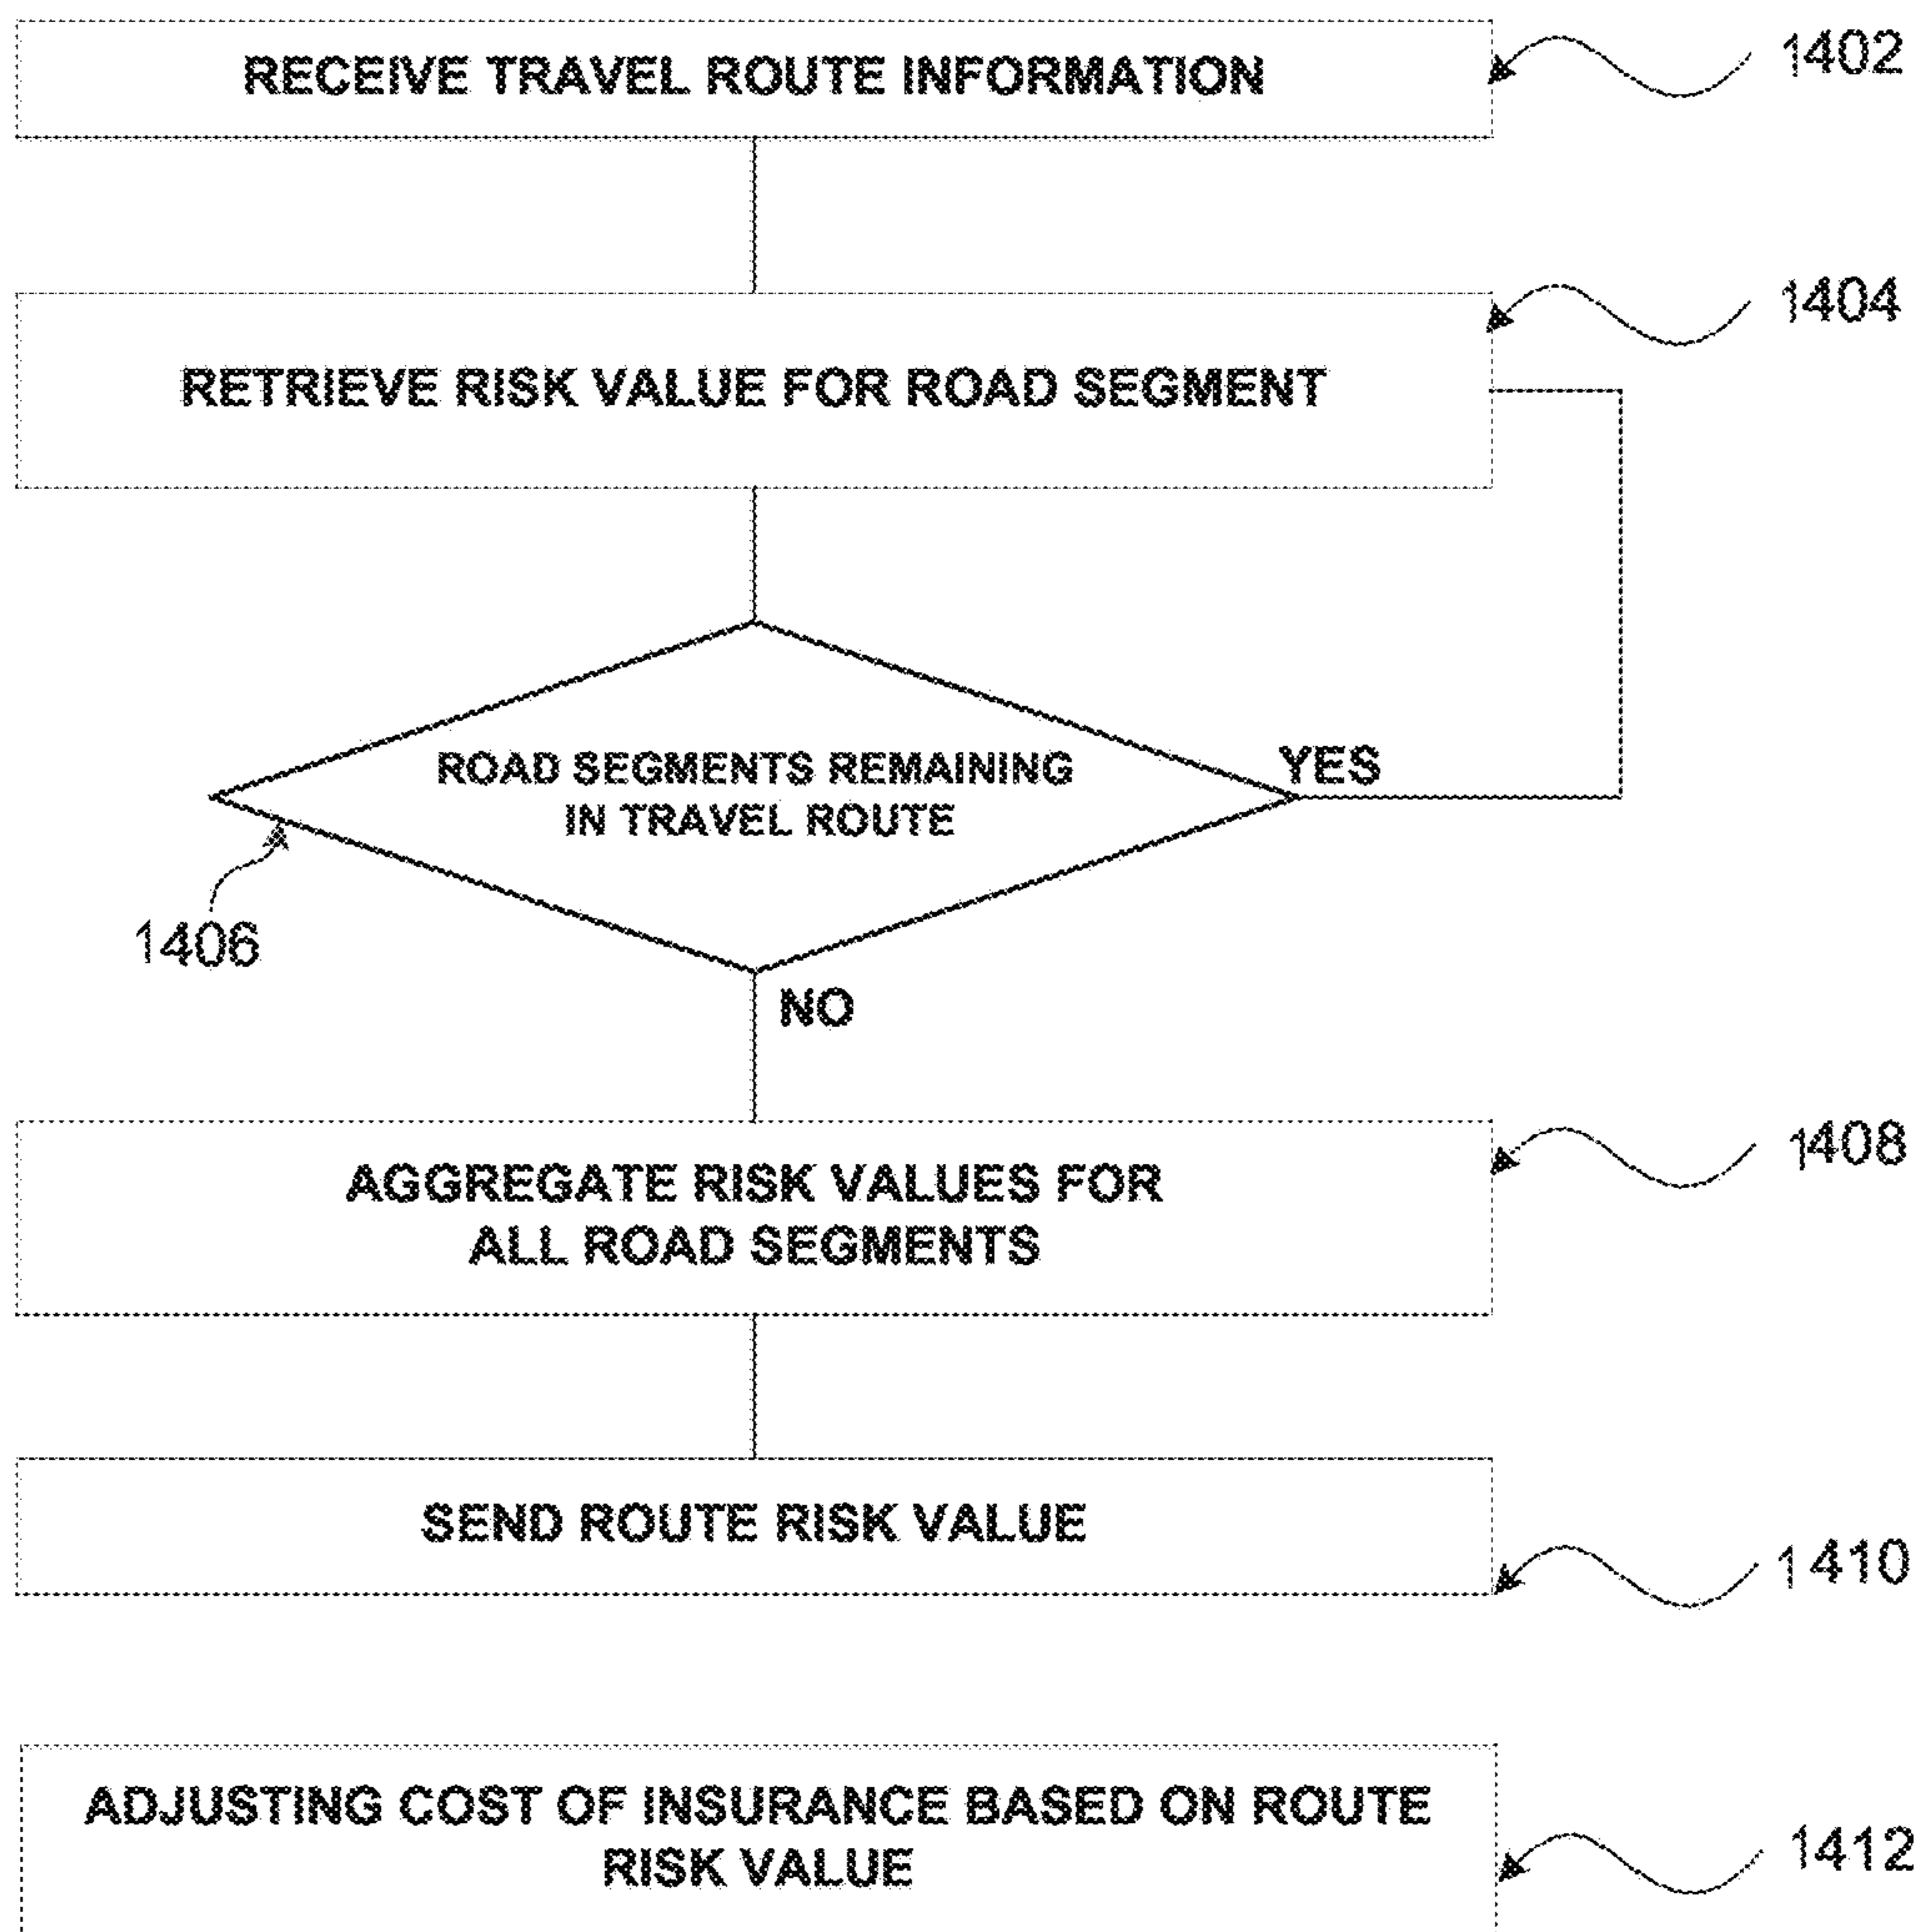 RECEIVE TRAVEL ROUTE INFORMATION
1402
RETRIEVE RISK VALUE FOR ROAD SEGMENT
1404
ROAD SEGMENTS REMAINING
IN TRAVEL ROUTE
YES
1406
NO
AGGREGATE RISK VALUES FOR
ALL ROAD SEGMENTS
1408
SEND ROUTE RISK VALUE
1410
ADJUSTING COST OF INSURANCE BASED ON ROUTE
RISK VALUE
1412